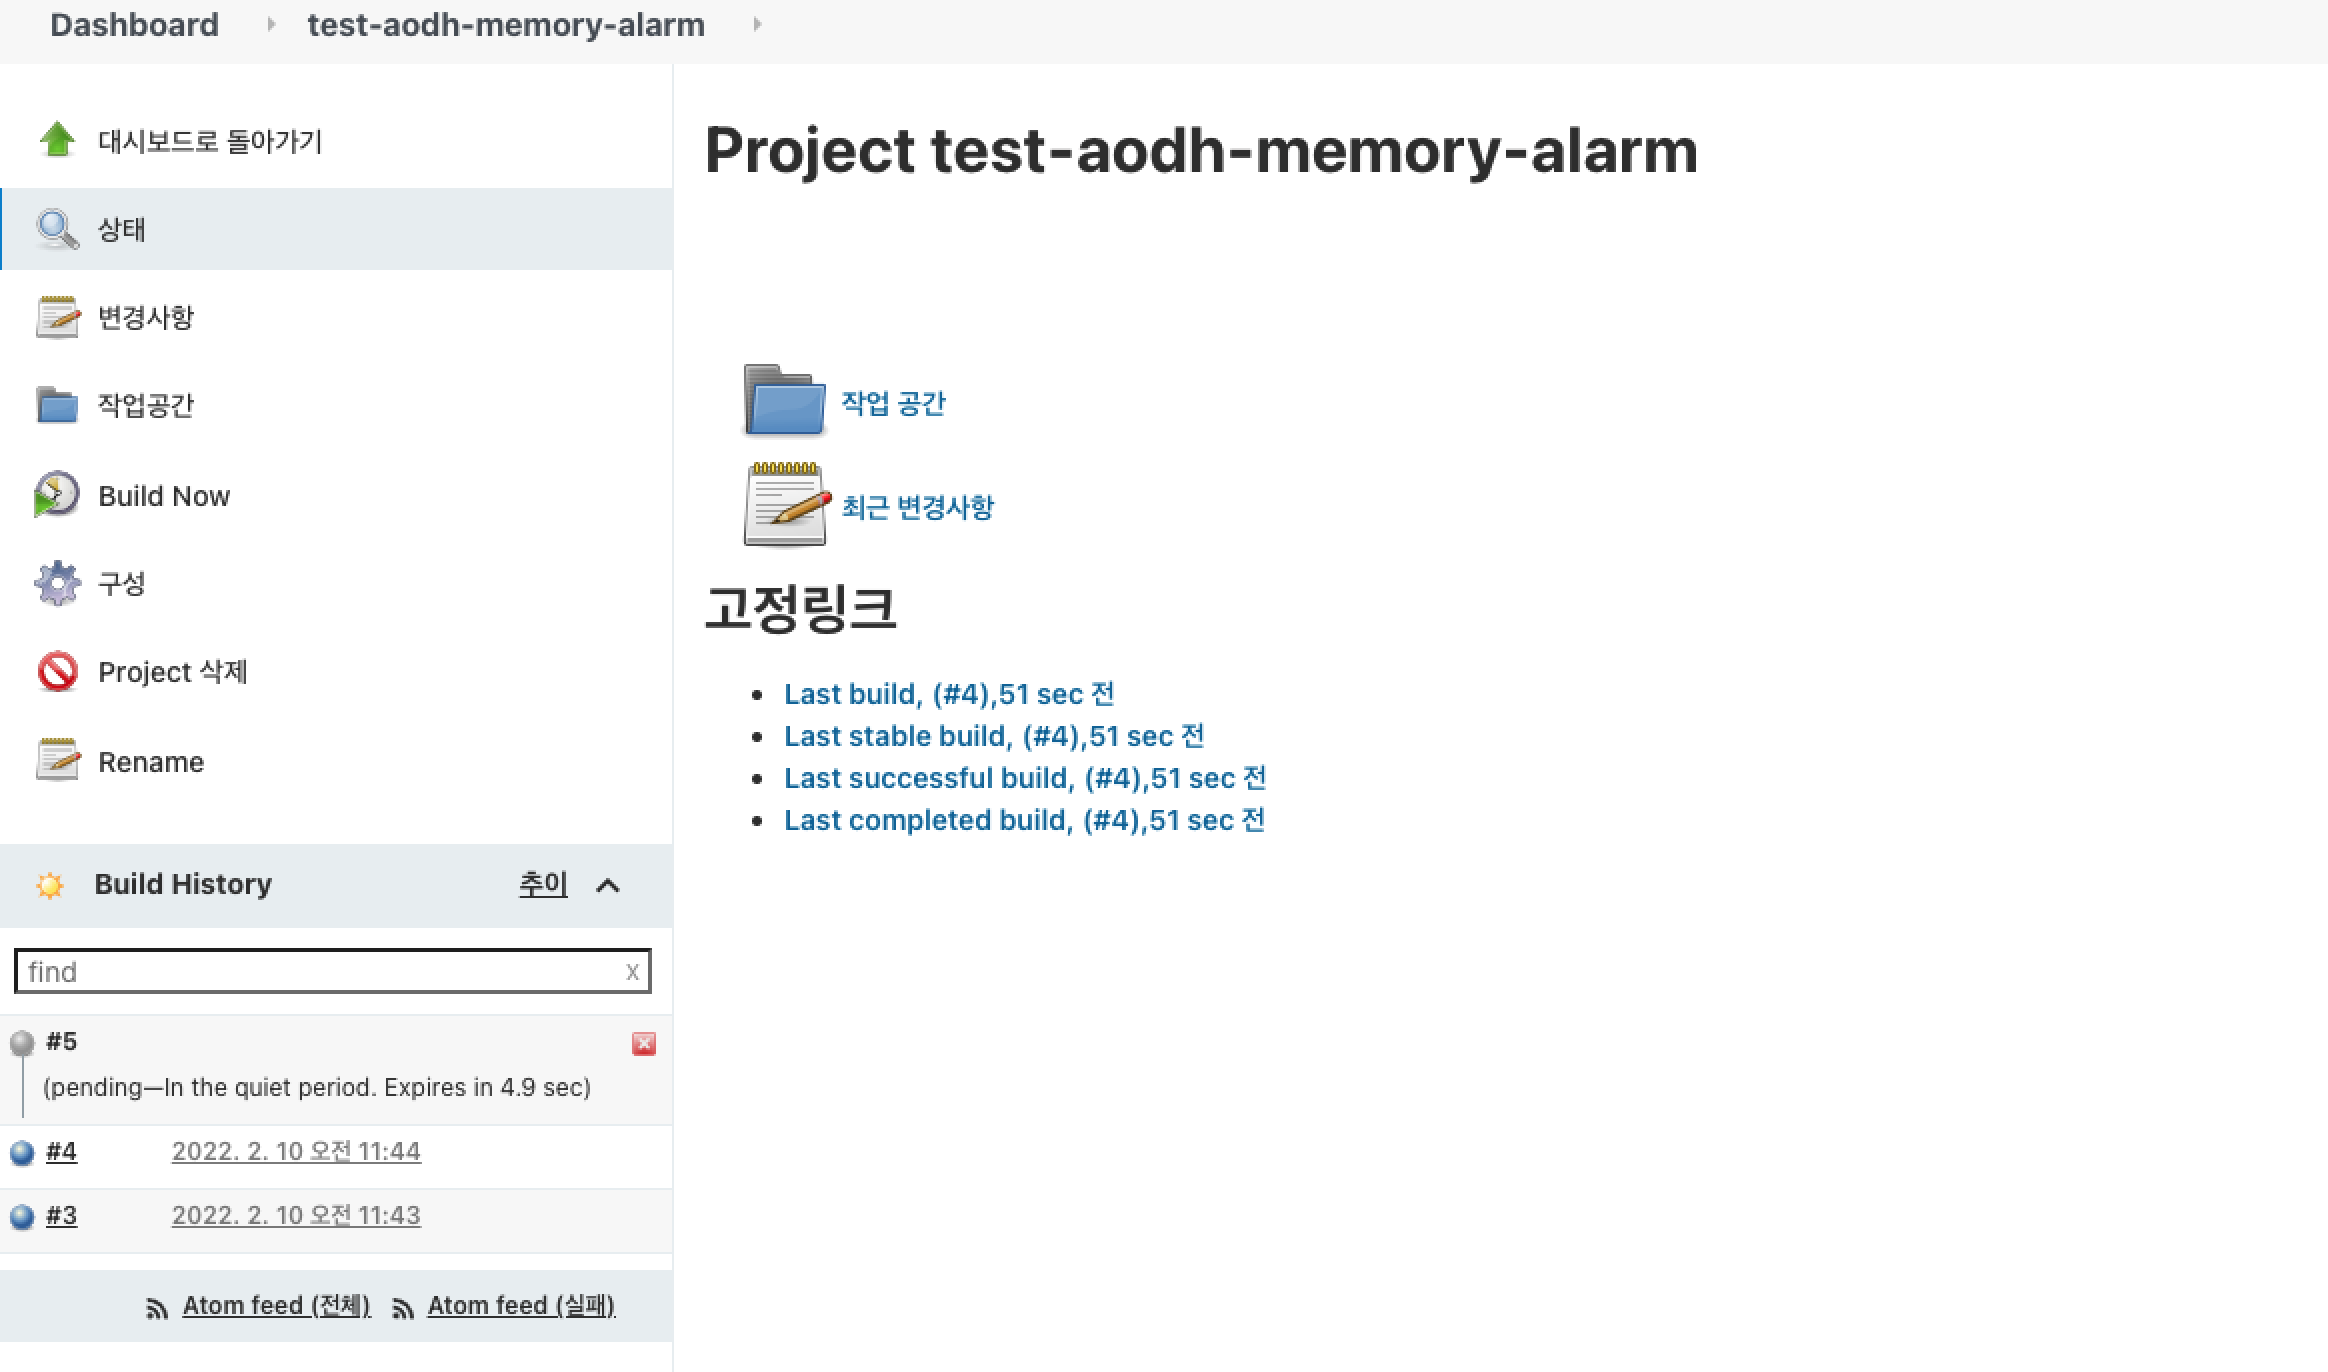 Dashboard test-aodh-memory-alarm
대시보드로 돌아가기
상태
변경사항
작업공간
Build Now
구성
Project 삭제
Rename
Build History 추이
find x
#5
(pending—In the quiet period. Expires in 4.9 sec)
#4 2022. 2. 10 오전 11:44
#3 2022. 2. 10 오전 11:43
Atom feed (전체) Atom feed (실패)
Project test-aodh-memory-alarm
작업 공간
최근 변경사항
고정링크
Last build, (#4),51 sec 전
Last stable build, (#4),51 sec 전
Last successful build, (#4),51 sec 전
Last completed build, (#4),51 sec 전